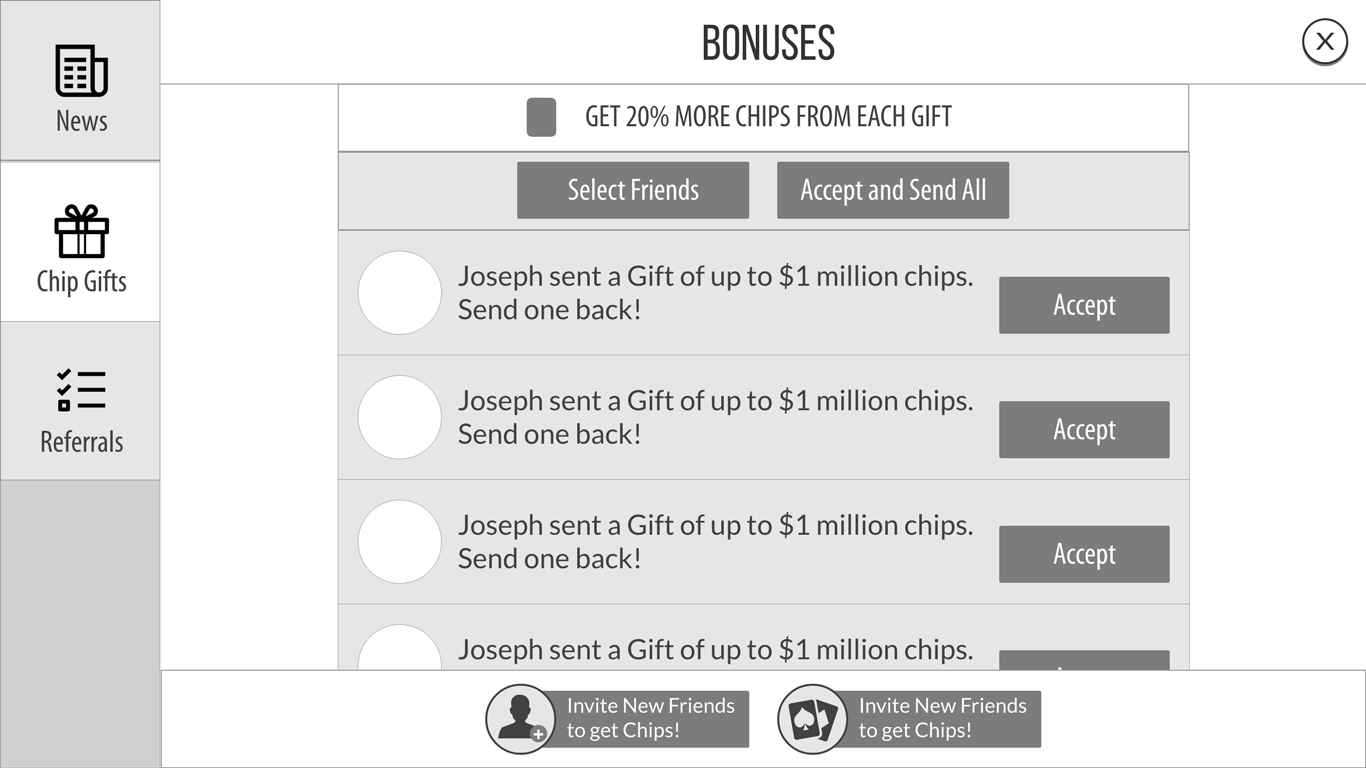 BONUSES
X
News
Chip Gifts
Referrals
GET 20% MORE CHIPS FROM EACH GIFT
Select Friends
Accept and Send All
Joseph sent a Gift of up to $1 million chips.
Send one back!
Accept
Joseph sent a Gift of up to $1 million chips.
Send one back!
Accept
Joseph sent a Gift of up to $1 million chips.
Send one back!
Accept
Joseph sent a Gift of up to $1 million chips.
Invite New Friends
to get Chips!
Invite New Friends
to get Chips!